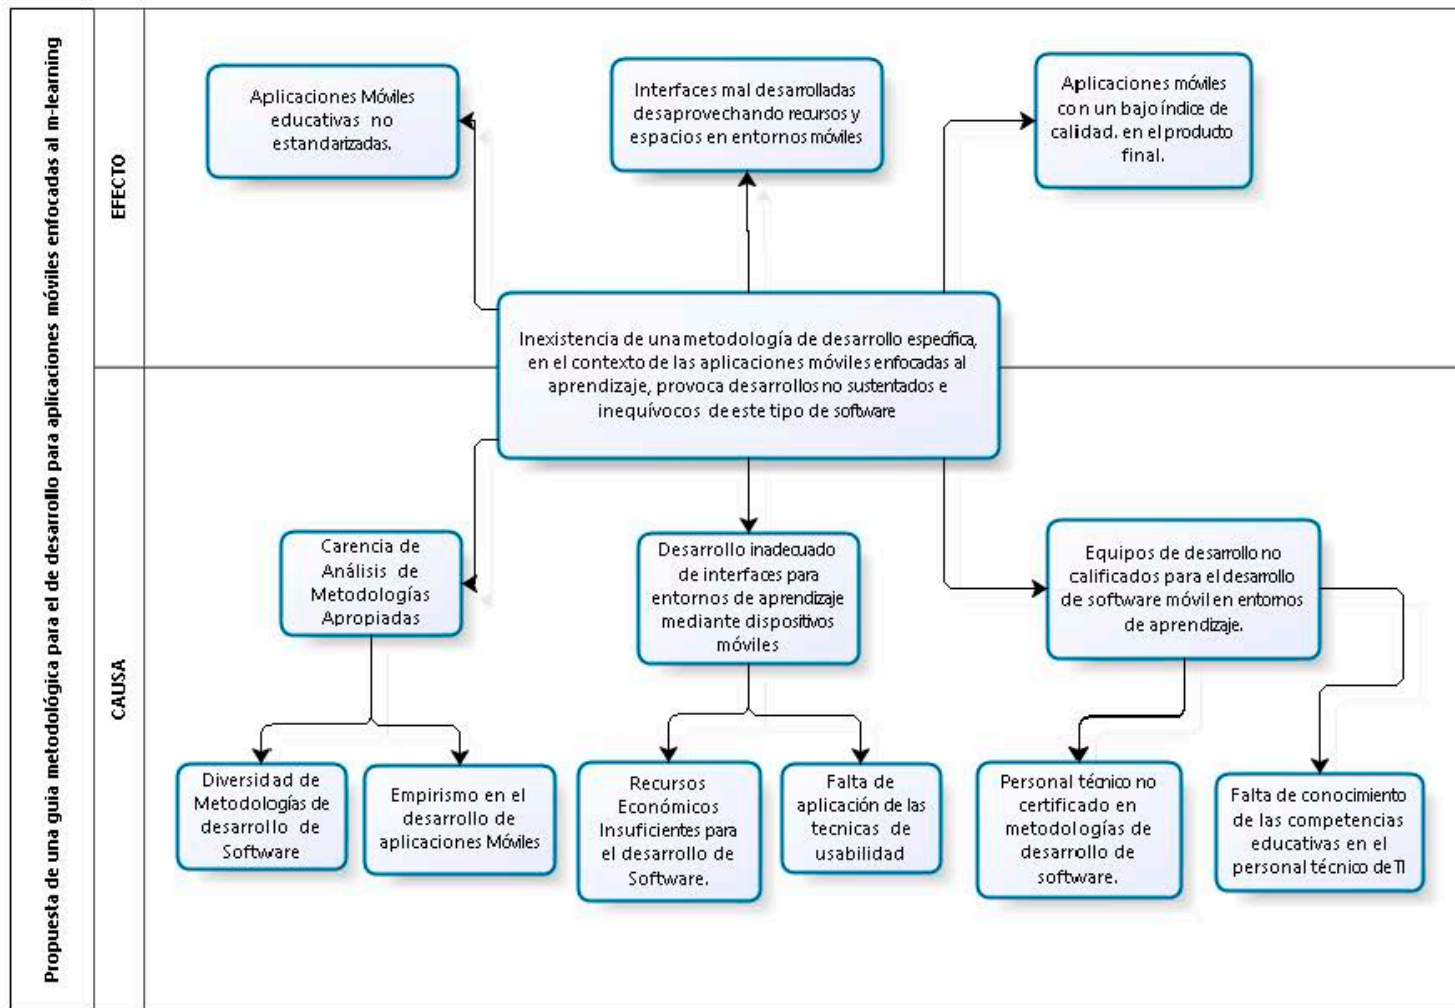 Propuesta de una guia metodológica para el de desarrollo para aplicaciones móviles enfocadas al m-learning
EFECTO
Aplicaciones Móviles
educativas no
estandarizadas.
Interfaces mal desarrolladas
desaprovechando recursos y
espacios en entornos móviles
Aplicaciones móviles
con un bajo índice de
calidad. en el producto
final.
Inexistencia de una metodología de desarrollo específica,
en el contexto de las aplicaciones móviles enfocadas al
aprendizaje, provoca desarrollos no sustentados e
inequívocos de este tipo de software
CAUSA
Carencia de
Análisis de
Metodologías
Apropiadas
Desarrollo inadecuado
de interfaces para
entornos de aprendizaje
mediante dispositivos
móviles
Equipos de desarrollo no
calificados para el desarrollo
de software móvil en entornos
de aprendizaje.
Diversidad de
Metodologías de
desarrollo de
Software
Empirismo en el
desarrollo de
aplicaciones Móviles
Recursos
Económicos
Insuficientes para
el desarrollo de
Software.
Falta de
aplicación de las
tecnicas de
usabilidad
Personal técnico no
certificado en
metodologías de
desarrollo de
software.
Falta de conocimiento
de las competencias
educativas en el
personal técnico de TI